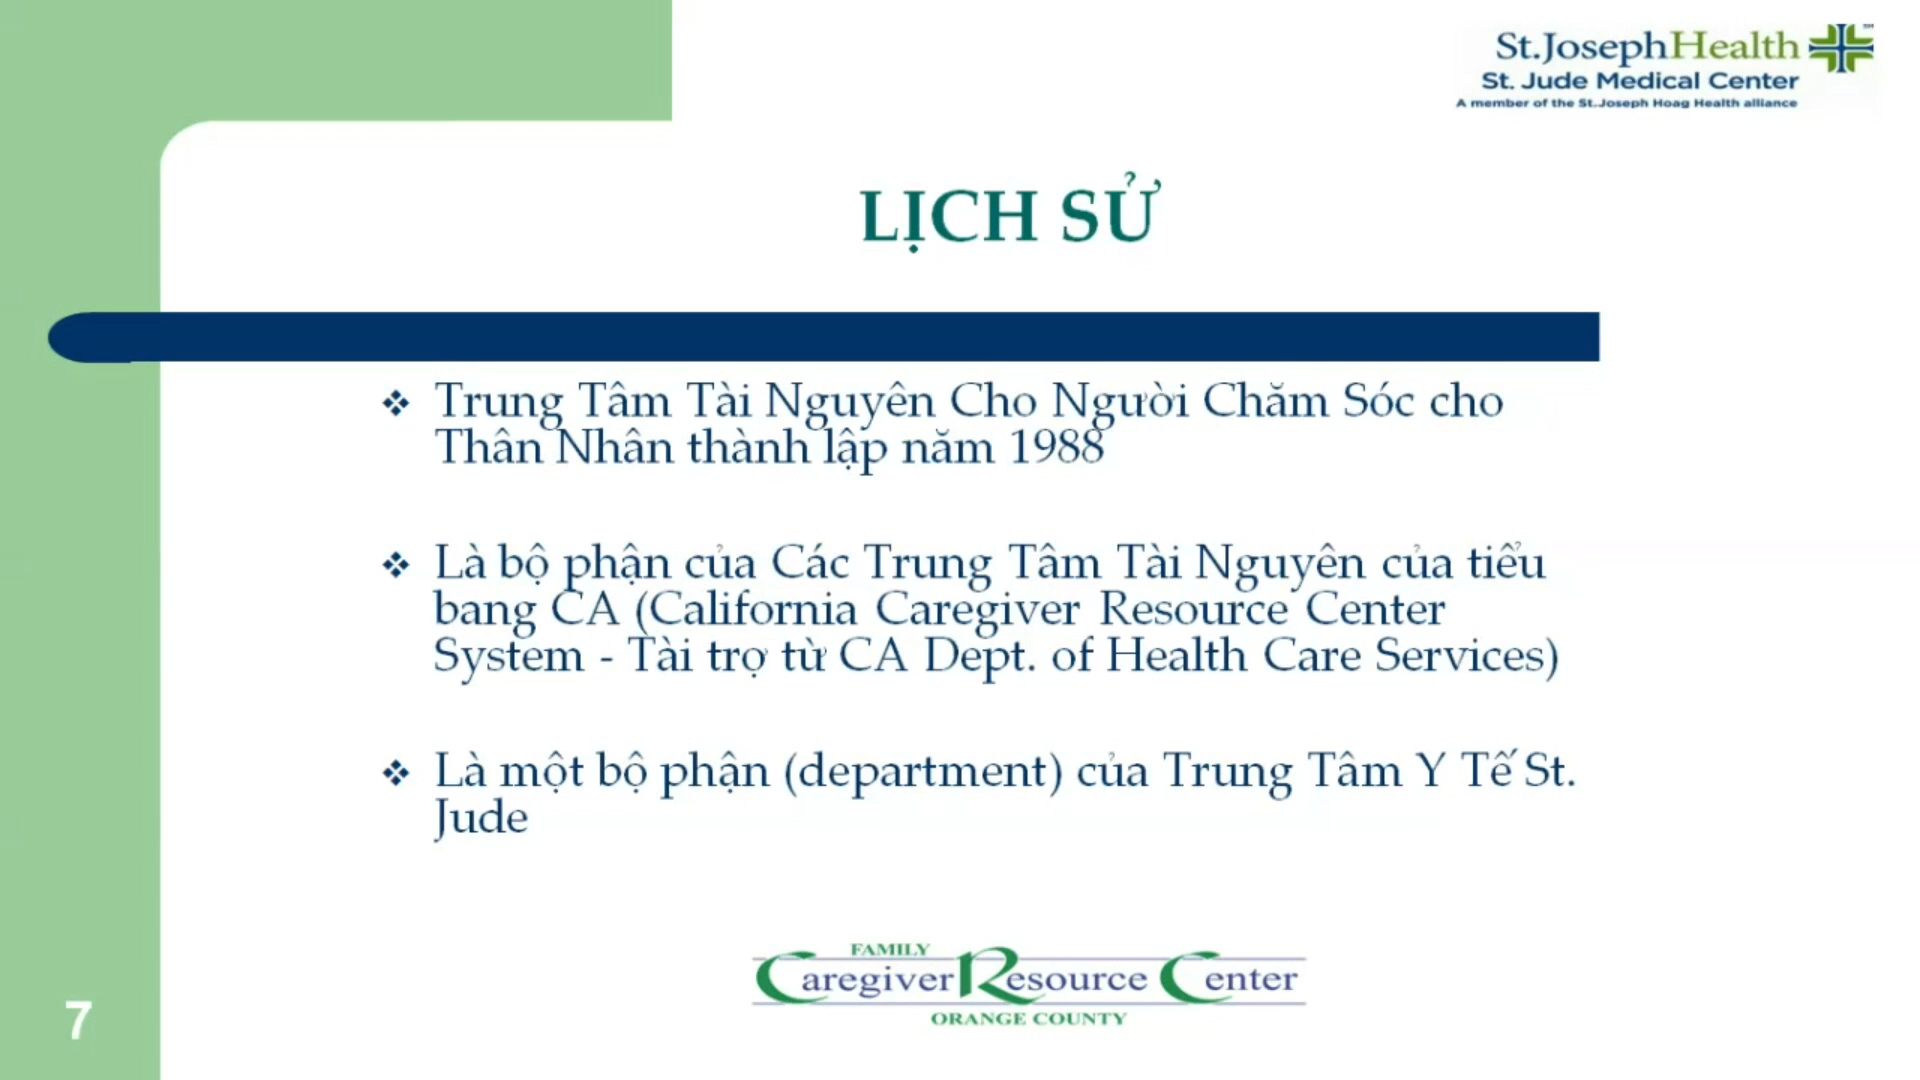 St.JosephHealth
St. Jude Medical Center
A member of the St.Joseph Hoag Health alliance
LỊCH SỬ
❖ Trung Tâm Tài Nguyên Cho Người Chăm Sóc cho
Thân Nhân thành lập năm 1988
❖ Là bộ phận của Các Trung Tâm Tài Nguyên của tiểu
bang CA (California Caregiver Resource Center
System - Tài trợ từ CA Dept. of Health Care Services)
❖ Là một bộ phận (department) của Trung Tâm Y Tế St.
Jude
FAMILY
Caregiver Resource Center
ORANGE COUNTY
7